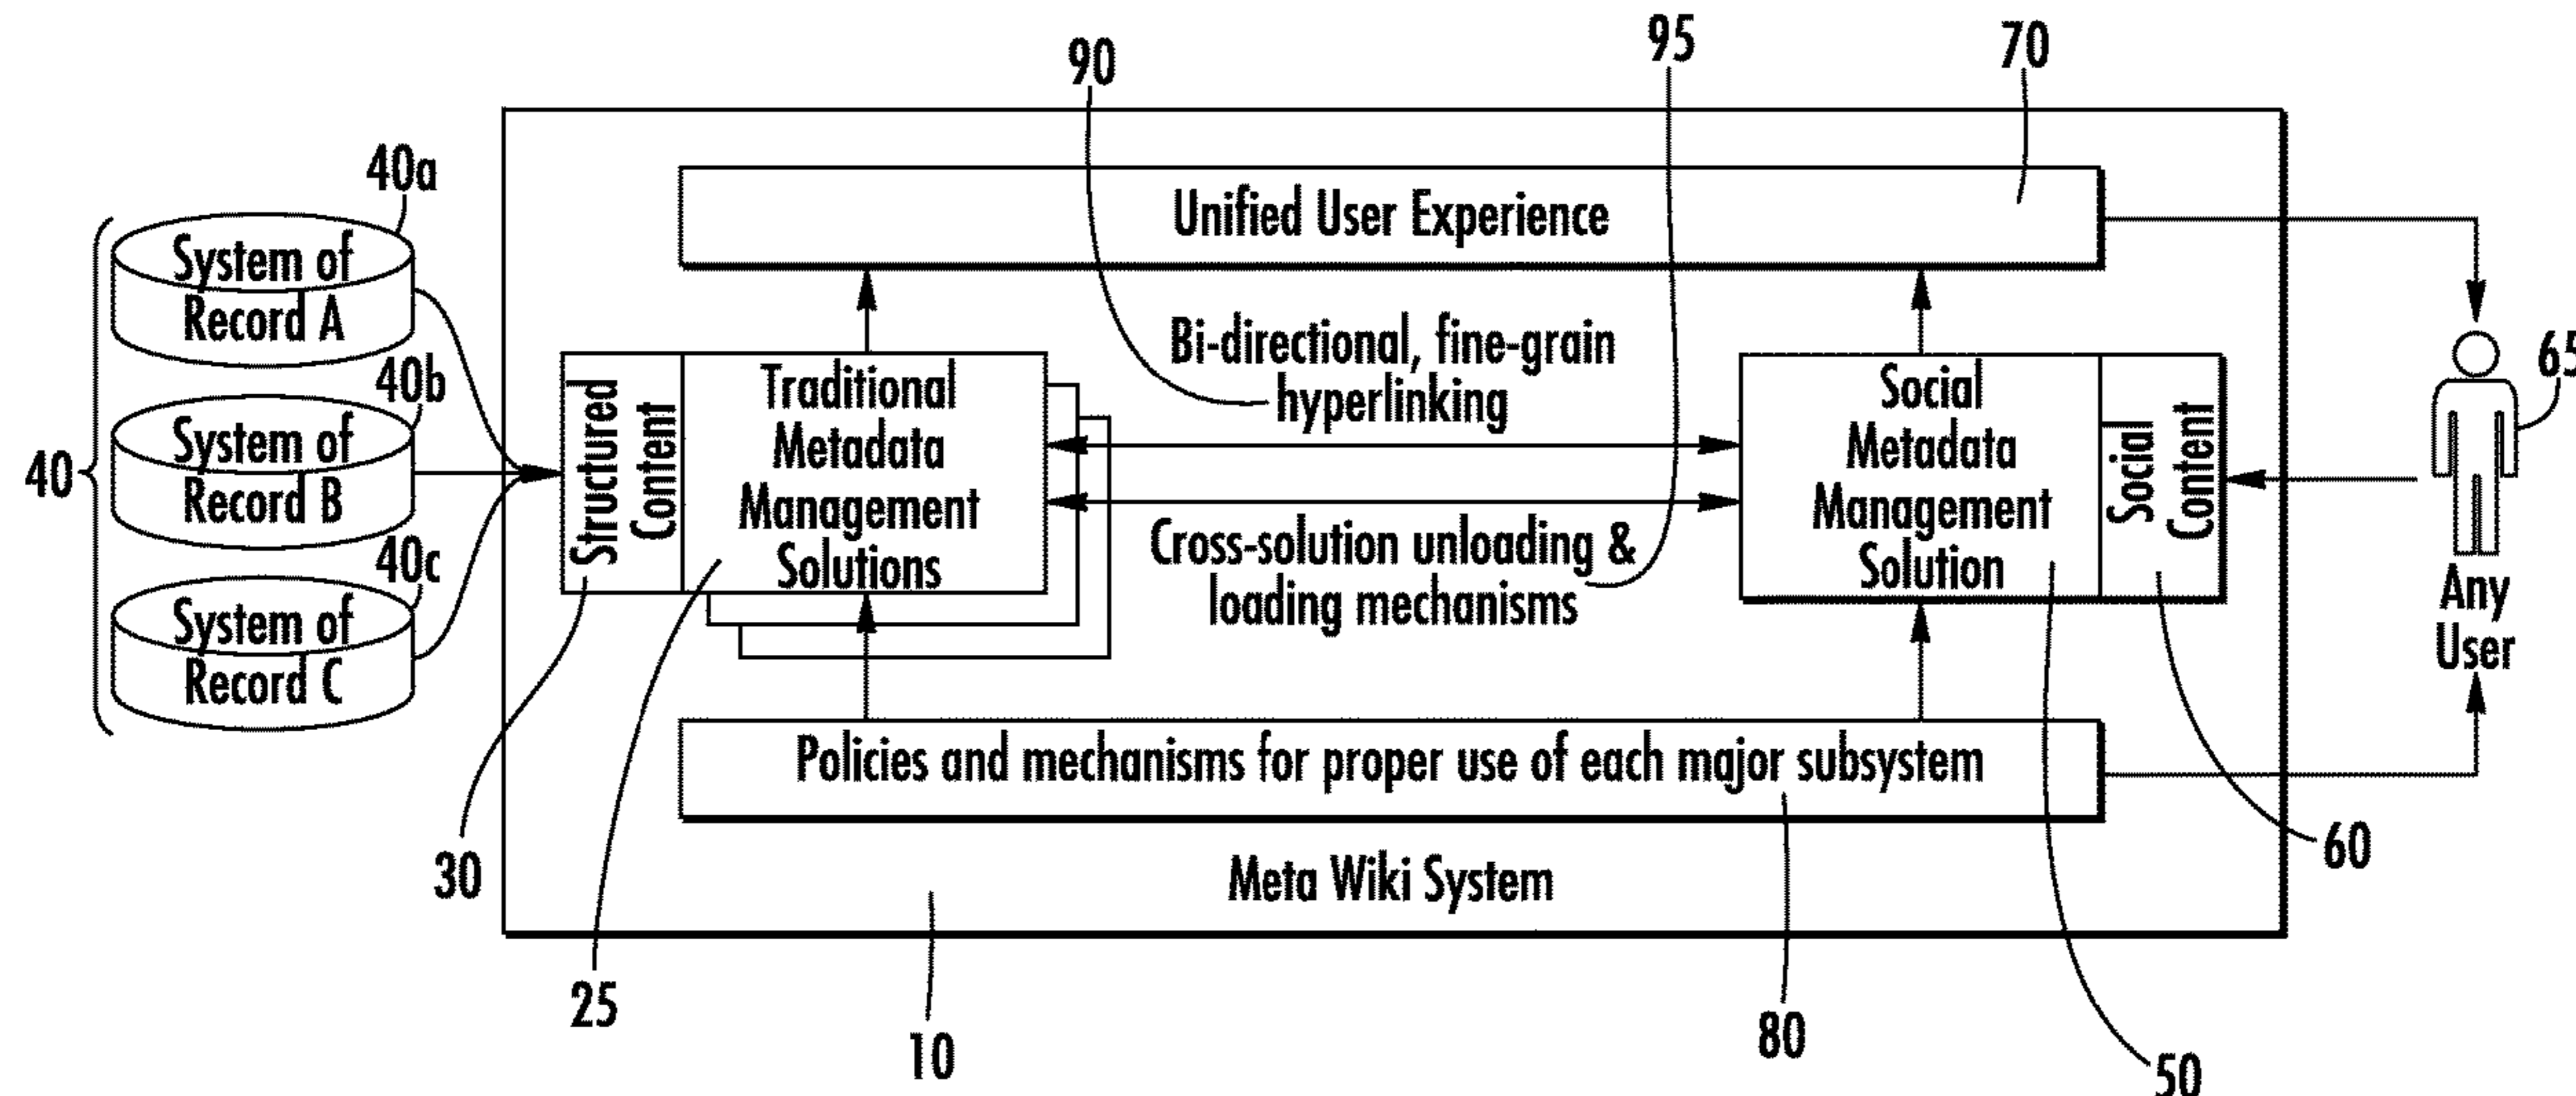 90
95
70
40a
Unified User Experience
System of
Record A
40b
System of
Record B
40c
System of
Record C
40
Structured
Content
Traditional
Metadata
Management
Solutions
Bi-directional, fine-grain
hyperlinking
Cross-solution unloading &
loading mechanisms
Social
Metadata
Management
Solution
Social
Content
65
Any
User
Policies and mechanisms for proper use of each major subsystem
Meta Wiki System
30
25
10
80
50
60